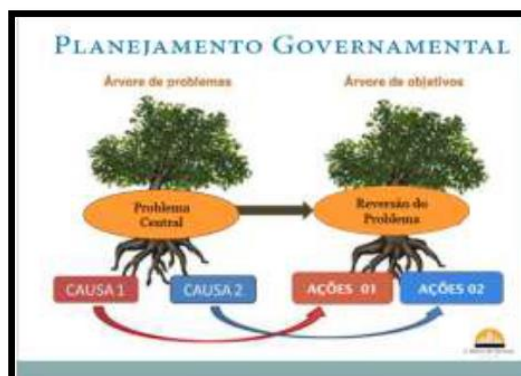 PLANEJAMENTO GOVERNAMENTAL
Árvore de problemas
Árvore de objetivos
Problema
Central
Reversão do
Problema
CAUSA 1
CAUSA 2
AÇÕES 01
AÇÕES 02